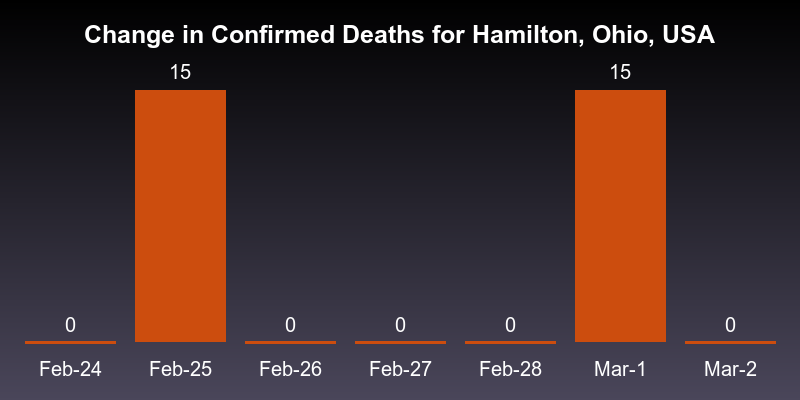 Change in Confirmed Deaths for Hamilton, Ohio, USA
15 15
0 0 0 0 0
Feb-24 Feb-25 Feb-26 Feb-27 Feb-28 Mar-1 Mar-2